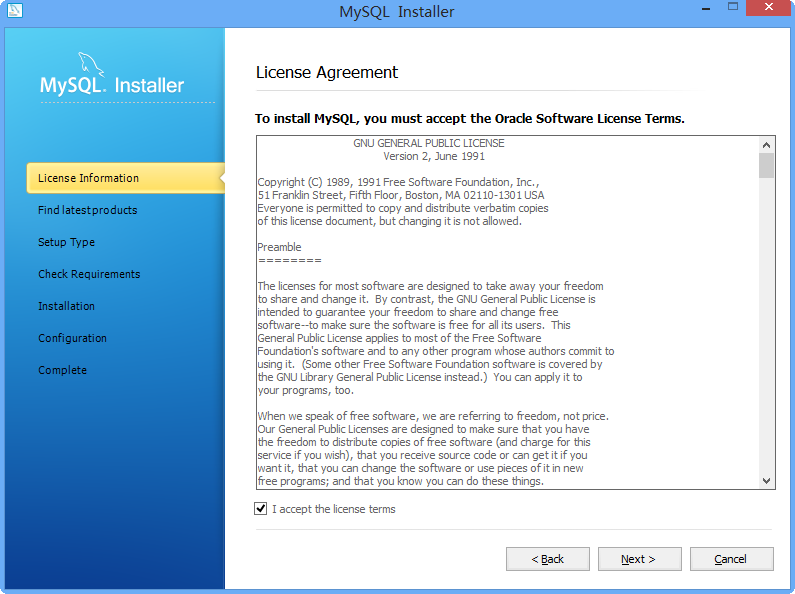 MySQL Installer
MySQL. Installer
License Information
Find latest products
Setup Type
Check Requirements
Installation
Configuration
Complete
License Agreement
To install MySQL, you must accept the Oracle Software License Terms.
GNU GENERAL PUBLIC LICENSE
Version 2, June 1991
Copyright (C) 1989, 1991 Free Software Foundation, Inc.,
51 Franklin Street, Fifth Floor, Boston, MA 02110-1301 USA
Everyone is permitted to copy and distribute verbatim copies
of this license document, but changing it is not allowed.
Preamble
========
The licenses for most software are designed to take away your freedom
to share and change it. By contrast, the GNU General Public License is
intended to guarantee your freedom to share and change free
software--to make sure the software is free for all its users. This
General Public License applies to most of the Free Software
Foundation's software and to any other program whose authors commit to
using it. (Some other Free Software Foundation software is covered by
the GNU Library General Public License instead.) You can apply it to
your programs, too.
When we speak of free software, we are referring to freedom, not price.
Our General Public Licenses are designed to make sure that you have
the freedom to distribute copies of free software (and charge for this
service if you wish), that you receive source code or can get it if you
want it, that you can change the software or use pieces of it in new
free programs; and that you know you can do these things.
I accept the license terms
< Back
Next >
Cancel